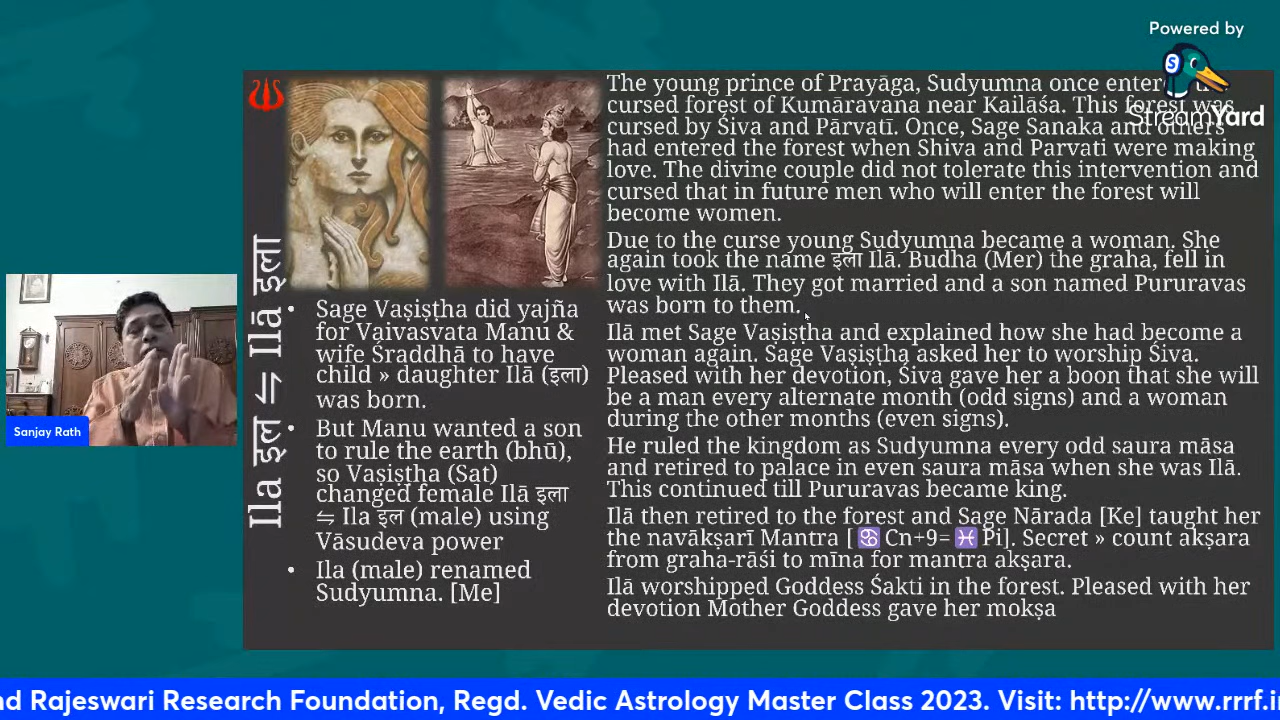 Powered by
StreamYard
The young prince of Prayāga, Sudyumna once entered
cursed forest of Kumāravana near Kailāśa. This forest was
cursed by Śiva and Pārvatī. Once, Sage Sanaka and others
had entered the forest when Shiva and Parvati were making
love. The divine couple did not tolerate this intervention and
cursed that in future men who will enter the forest will
become women.
Due to the curse young Sudyumna became a woman. She
again took the name इला Ilā. Budha (Mer) the graha, fell in
love with Ilā. They got married and a son named Pururavas
was born to them.
Ilā met Sage Vaṣiṣṭha and explained how she had become a
woman again. Sage Vaṣiṣṭha asked her to worship Śiva.
Pleased with her devotion, Śiva gave her a boon that she will
be a man every alternate month (odd signs) and a woman
during the other months (even signs).
He ruled the kingdom as Sudyumna every odd saura māsa
and retired to palace in even saura māsa when she was Ilā.
This continued till Pururavas became king.
Ilā then retired to the forest and Sage Nārada [Ke] taught her
the navākṣarī Mantra [♋ Cn+9=♓ Pi]. Secret » count akṣara
from graha-rāśi to mīna for mantra akṣara.
Ilā worshipped Goddess Śakti in the forest. Pleased with her
devotion Mother Goddess gave her mokṣa
Ila इल ⇋ Ilā इला
• Sage Vaṣiṣṭha did yajña
for Vaivasvata Manu &
wife Śraddhā to have
child » daughter Ilā (इला)
was born.
• But Manu wanted a son
to rule the earth (bhū),
so Vaṣiṣṭha (Sat)
changed female Ilā इला
⇋ Ila इल (male) using
Vāsudeva power
• Ila (male) renamed
Sudyumna. [Me]
Sanjay Rath
nd Rajeswari Research Foundation, Regd. Vedic Astrology Master Class 2023. Visit: http://www.rrrf.i